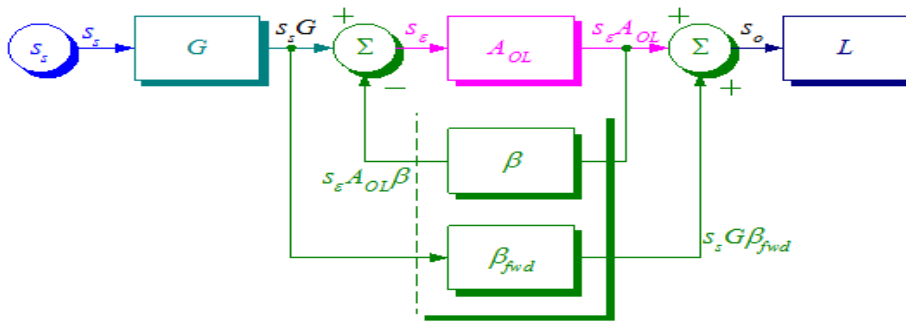 s_s
s_s
G
s_sG
+
Σ
−
s_ε
A_OL
s_εA_OL
+
Σ
+
s_o
L
s_εA_OLβ
β
β_fwd
s_sGβ_fwd